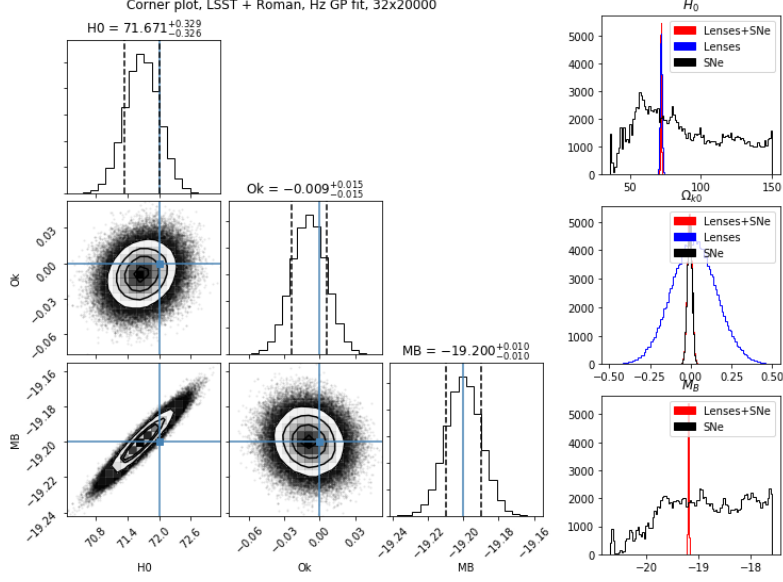 Corner plot, LSST + Roman, Hz GP fit, 32x20000
H0 = 71.671+0.329 −0.326
Ok = −0.009+0.015 −0.015
MB = −19.200+0.010 −0.010
Ok
0.03
0.00
−0.03
−0.06
MB
−19.16
−19.18
−19.20
−19.22
−19.24
70.8
71.4
72.0
72.6
H0
−0.06
−0.03
0.00
0.03
Ok
−19.24
−19.22
−19.20
−19.18
−19.16
MB
H0
Lenses+SNe
Lenses
SNe
5000
4000
3000
2000
1000
0
50
100
150
Ωk0
Lenses+SNe
Lenses
SNe
5000
4000
3000
2000
1000
0
−0.50
−0.25
0.00
0.25
0.50
MB
Lenses+SNe
SNe
5000
4000
3000
2000
1000
0
−20
−19
−18